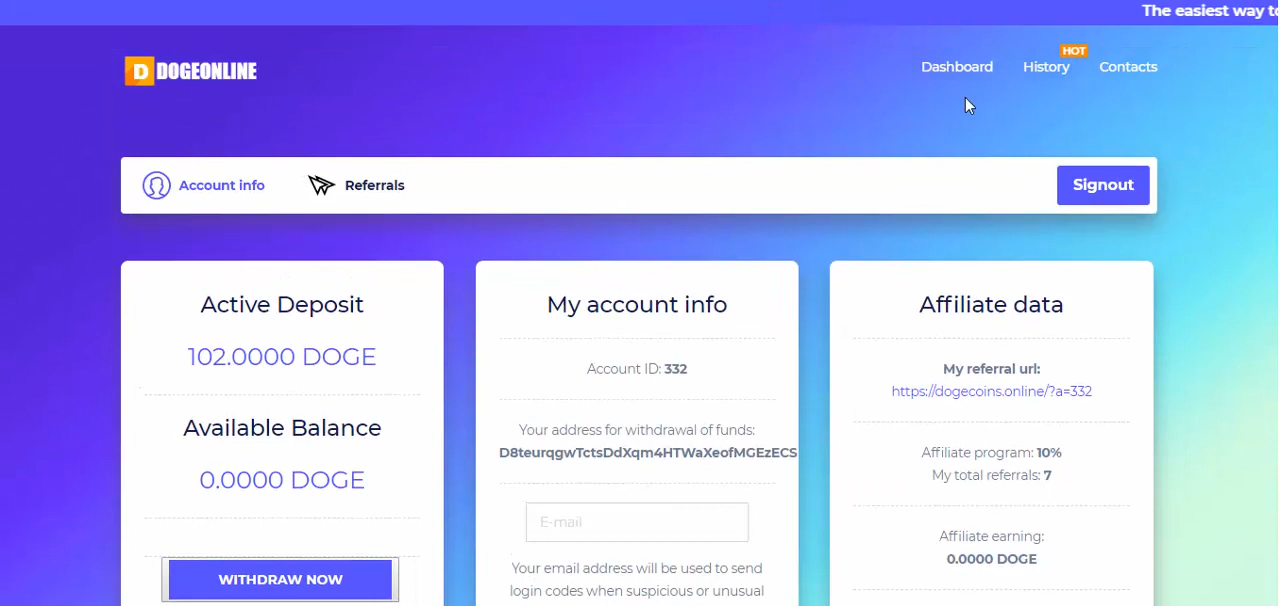 The easiest way to
DOGEONLINE
Dashboard
History
HOT
Contacts
Account info
Referrals
Signout
Active Deposit
102.0000 DOGE
Available Balance
0.0000 DOGE
WITHDRAW NOW
My account info
Account ID: 332
Your address for withdrawal of funds:
D8teurqgwTctsDdXqm4HTWaXeofMGEzECS
E-mail
Your email address will be used to send
login codes when suspicious or unusual
Affiliate data
My referral url:
https://dogecoins.online/?a=332
Affiliate program: 10%
My total referrals: 7
Affiliate earning:
0.0000 DOGE